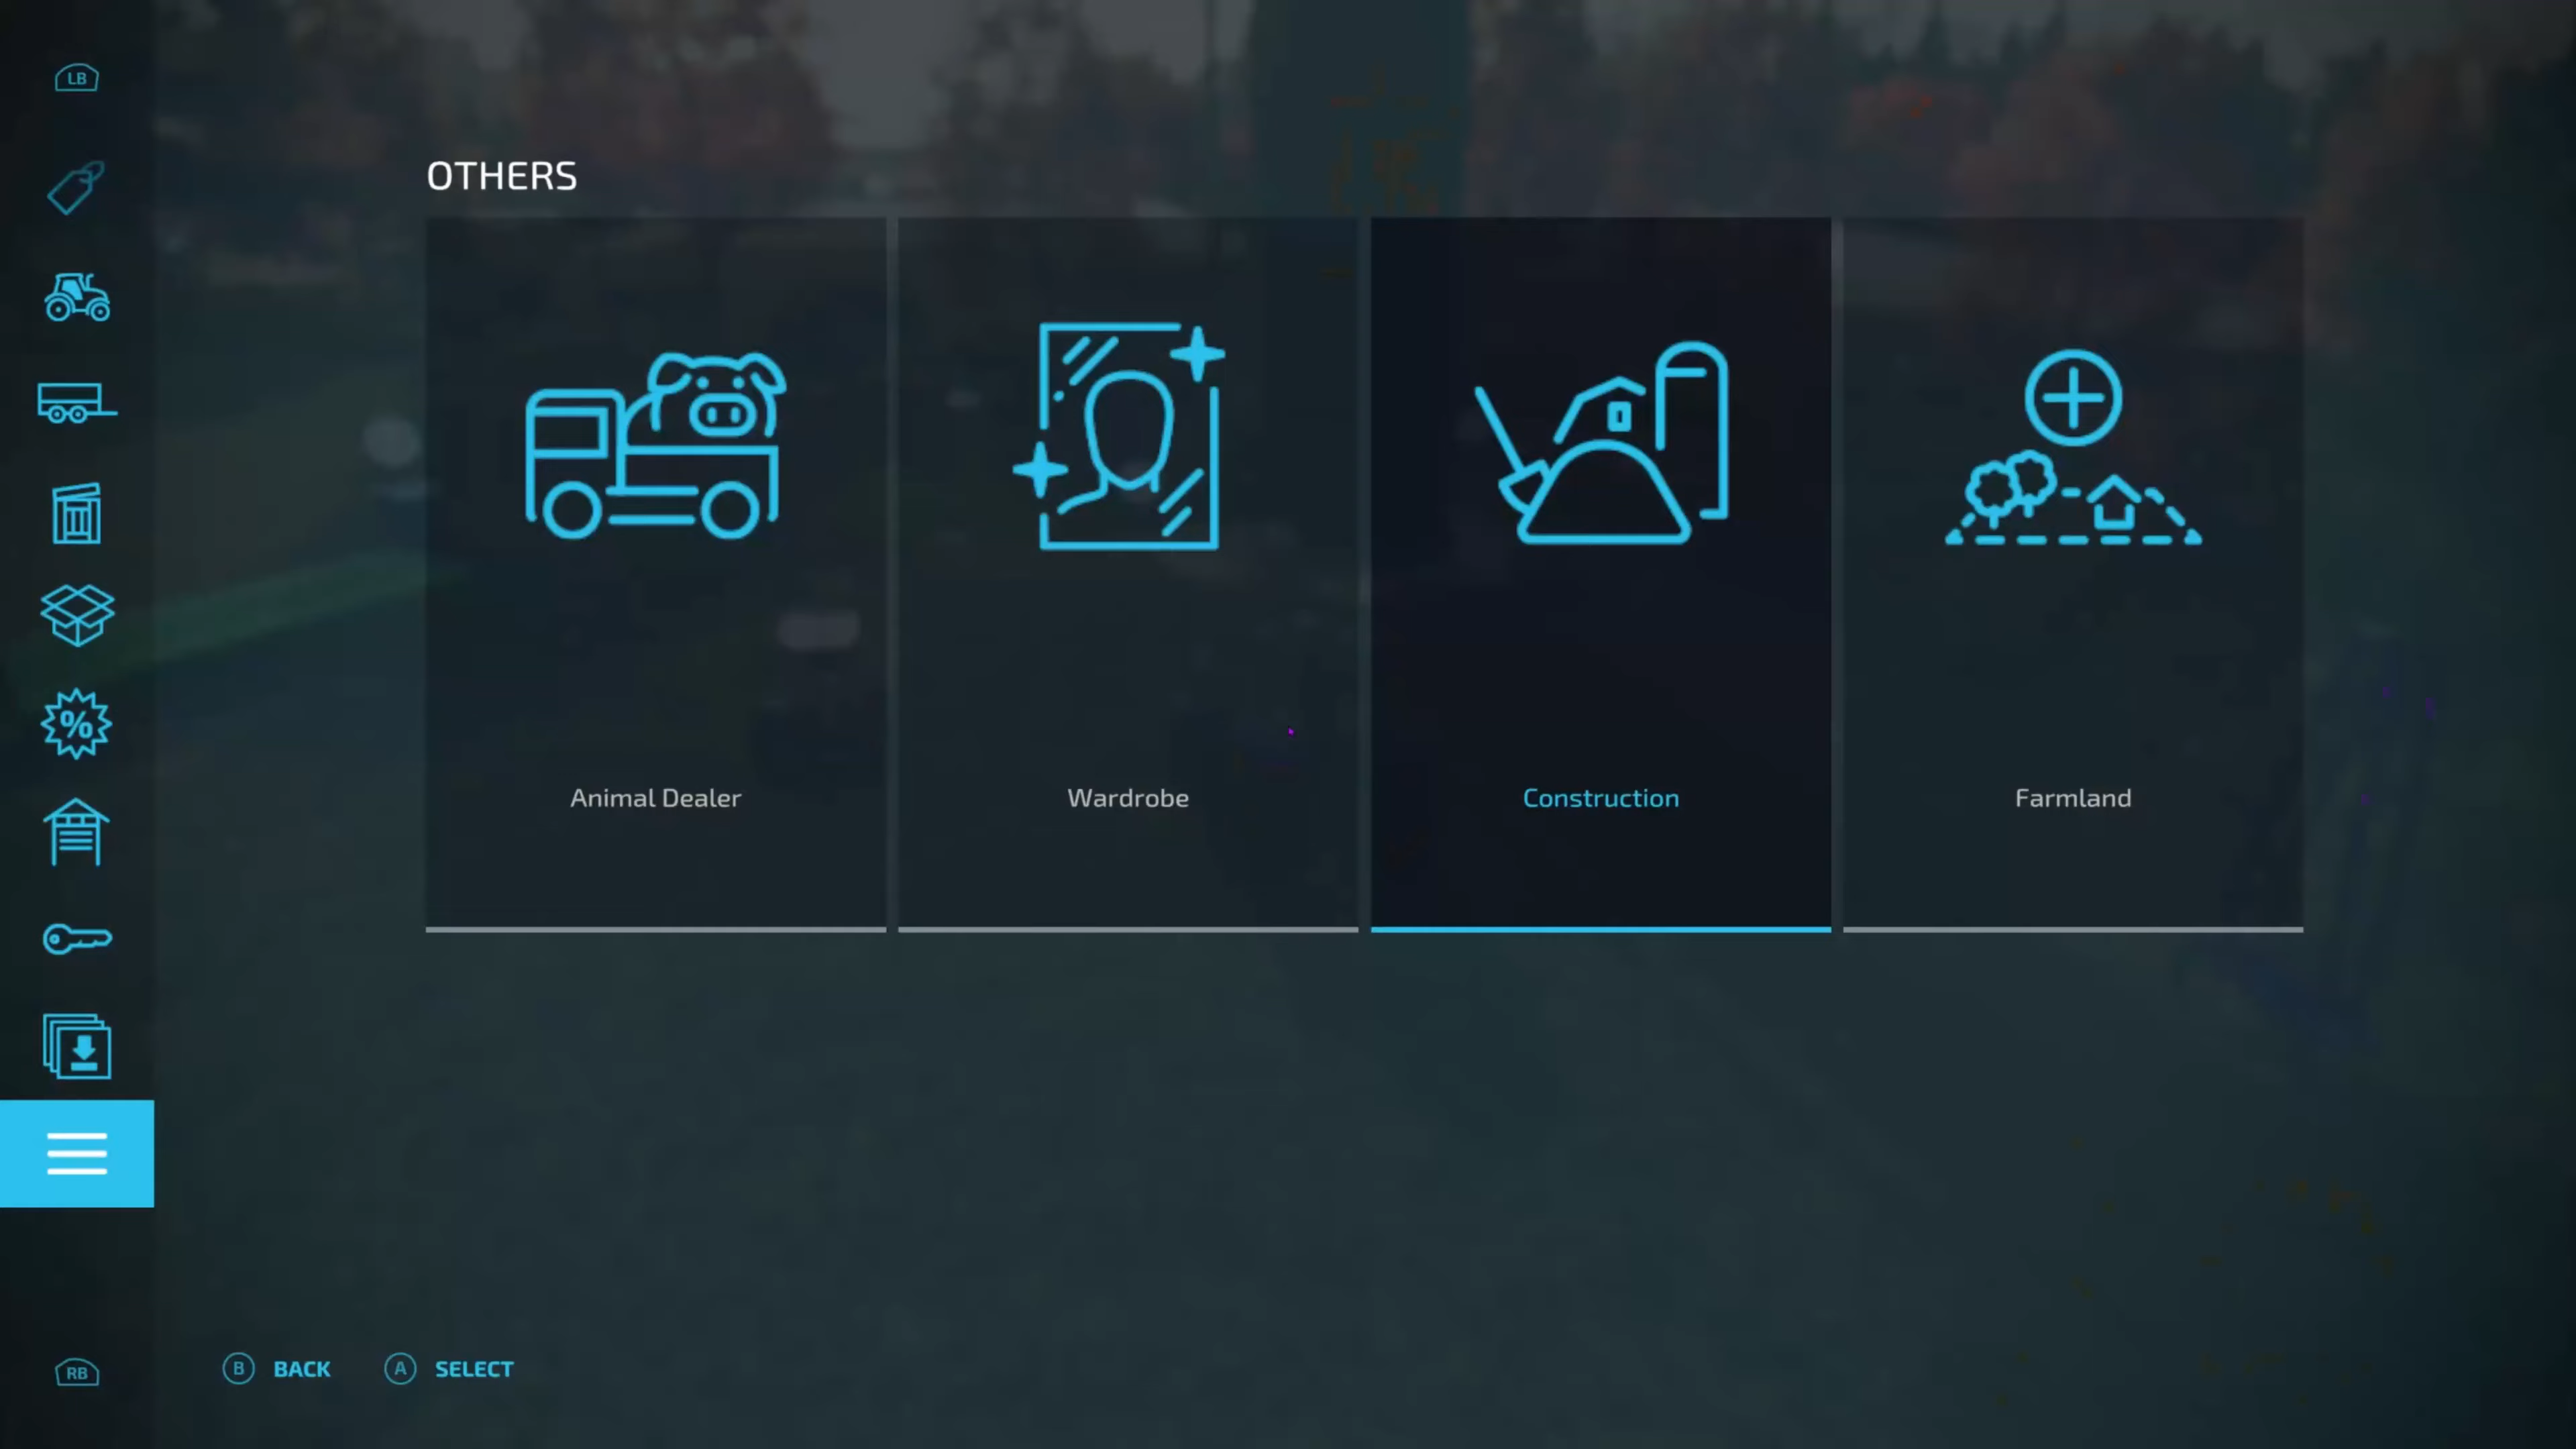 LB
OTHERS
Animal Dealer
Wardrobe
Construction
Farmland
%
RB
B BACK A SELECT